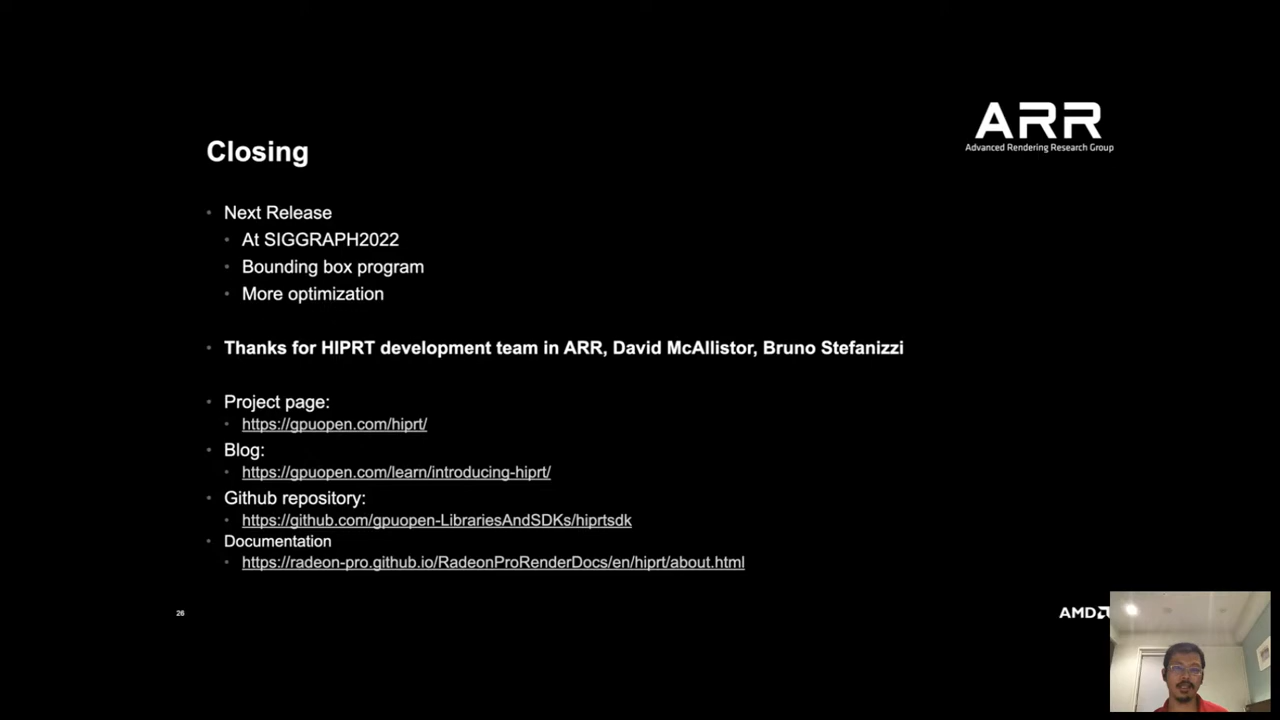 ARR
Advanced Rendering Research Group
Closing
• Next Release
• At SIGGRAPH2022
• Bounding box program
• More optimization
• Thanks for HIPRT development team in ARR, David McAllistor, Bruno Stefanizzi
• Project page:
• https://gpuopen.com/hiprt/
• Blog:
• https://gpuopen.com/learn/introducing-hiprt/
• Github repository:
• https://github.com/gpuopen-LibrariesAndSDKs/hiprtsdk
• Documentation
• https://radeon-pro.github.io/RadeonProRenderDocs/en/hiprt/about.html
26
AMD